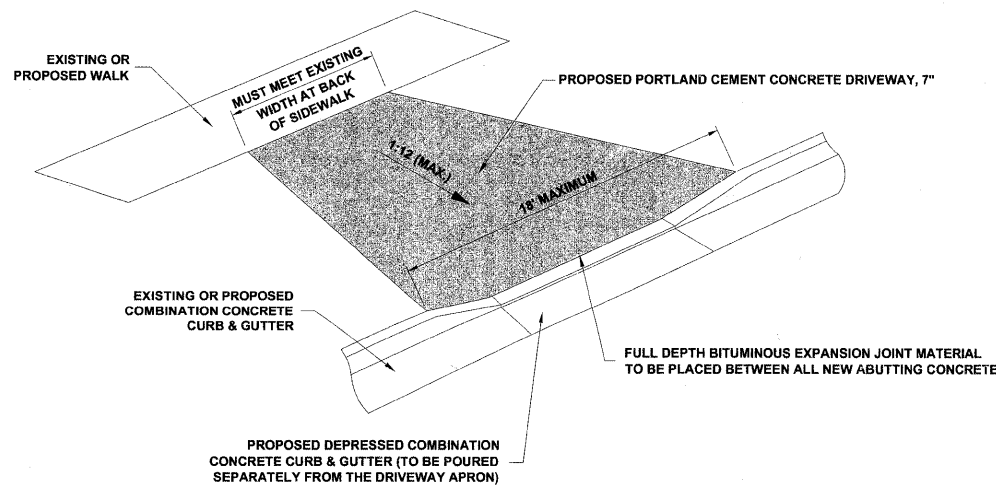 EXISTING OR
PROPOSED WALK
MUST MEET EXISTING
WIDTH AT BACK
OF SIDEWALK
PROPOSED PORTLAND CEMENT CONCRETE DRIVEWAY, 7"
1:12 (MAX.)
18' MAXIMUM
EXISTING OR PROPOSED
COMBINATION CONCRETE
CURB & GUTTER
FULL DEPTH BITUMINOUS EXPANSION JOINT MATERIAL
TO BE PLACED BETWEEN ALL NEW ABUTTING CONCRETE
PROPOSED DEPRESSED COMBINATION
CONCRETE CURB & GUTTER (TO BE POURED
SEPARATELY FROM THE DRIVEWAY APRON)